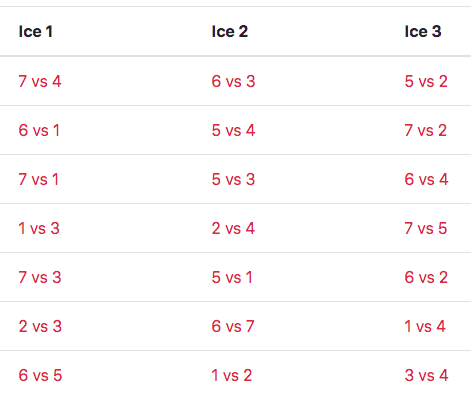 Ice 1 Ice 2 Ice 3
7 vs 4 6 vs 3 5 vs 2
6 vs 1 5 vs 4 7 vs 2
7 vs 1 5 vs 3 6 vs 4
1 vs 3 2 vs 4 7 vs 5
7 vs 3 5 vs 1 6 vs 2
2 vs 3 6 vs 7 1 vs 4
6 vs 5 1 vs 2 3 vs 4